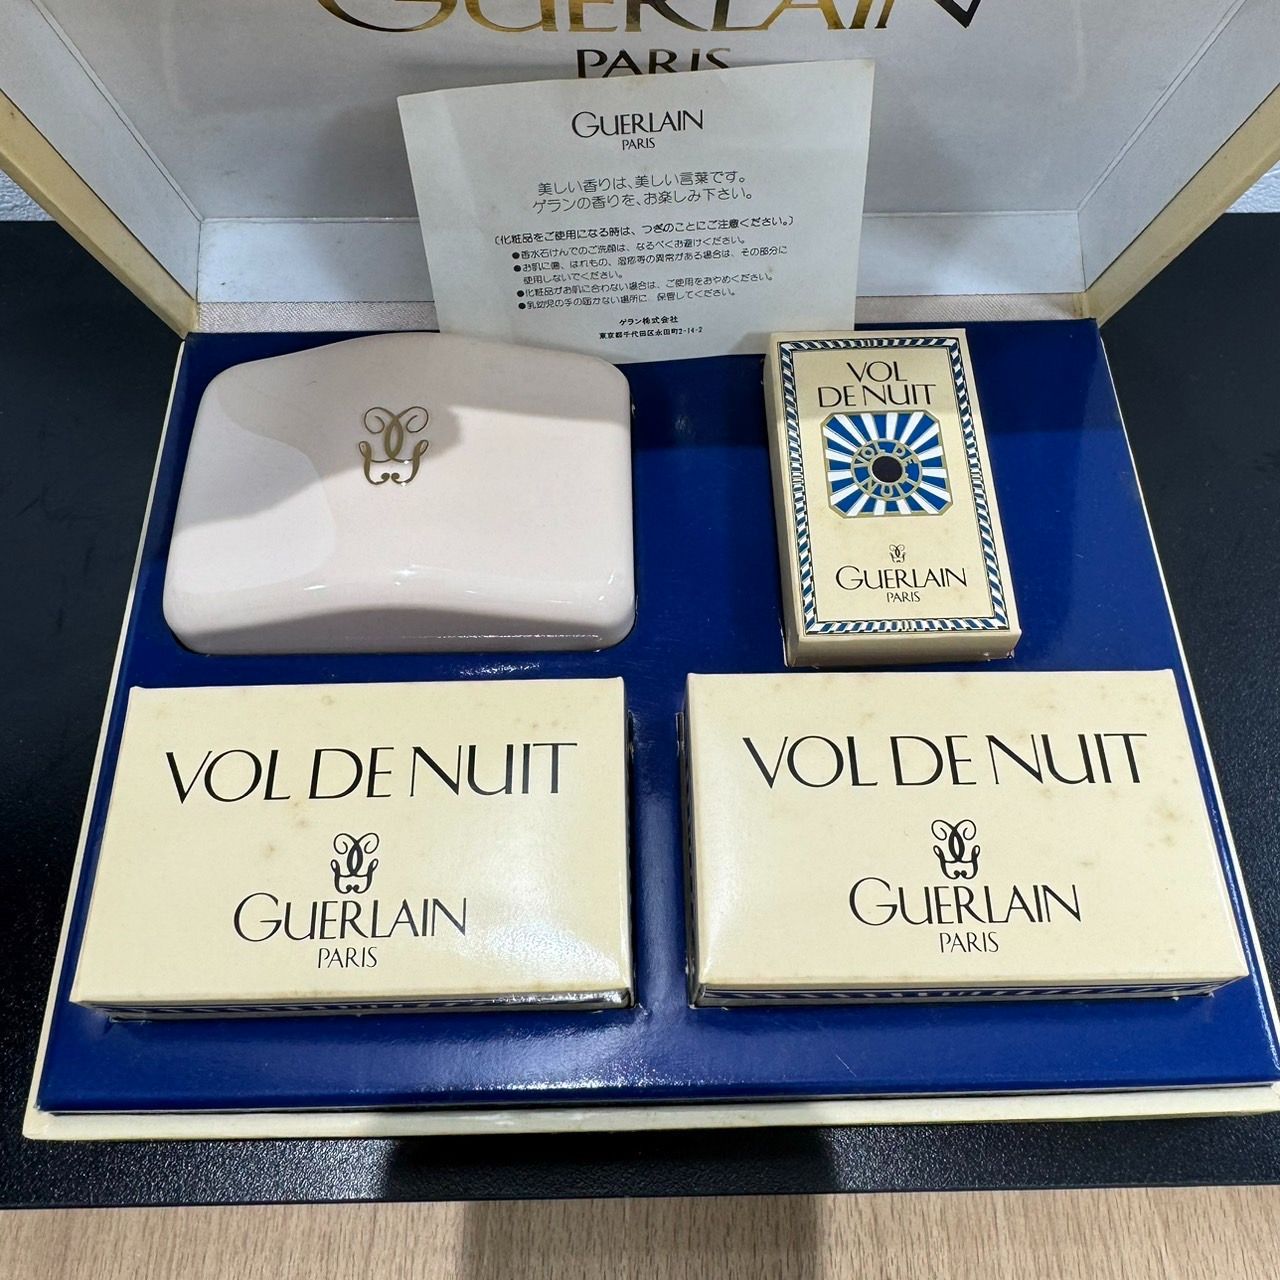 GUERLAIN
PARIS
GUERLAIN
PARIS
美しい香りは、美しい言葉です。
ゲランの香りを、お楽しみ下さい。
〔化粧品をご使用になる時は、つぎのことにご注意ください。〕
●香水石けんでのご洗顔は、なるべくお避けください。
●お肌に傷、はれもの、湿疹等の異常がある場合は、その部分に
使用しないでください。
●化粧品がお肌に合わない場合は、ご使用をおやめください。
●乳幼児の手の届かない場所に、保管してください。
ゲラン株式会社
東京都千代田区永田町2-14-2
VOL
DE NUIT
VOL DE
NUIT
GUERLAIN
PARIS
VOL DE NUIT
GUERLAIN
PARIS
VOL DE NUIT
GUERLAIN
PARIS